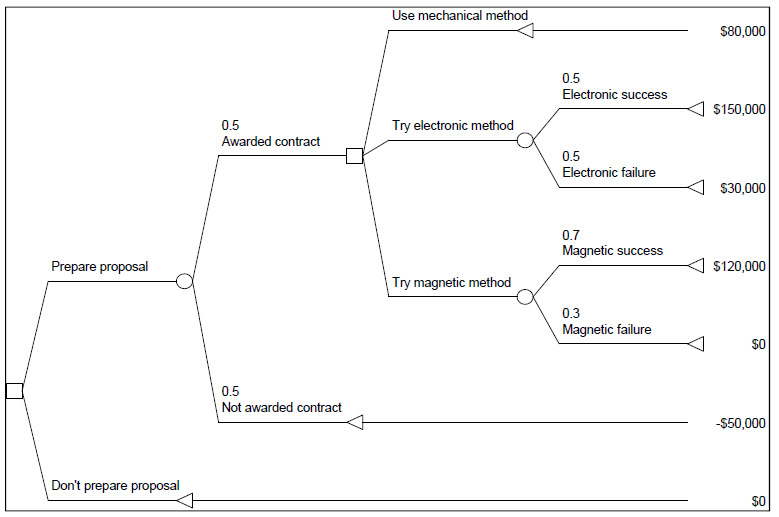 Use mechanical method
$80,000
0.5
Electronic success
$150,000
0.5
Awarded contract
Try electronic method
0.5
Electronic failure
$30,000
0.7
Magnetic success
$120,000
Prepare proposal
Try magnetic method
0.3
Magnetic failure
$0
0.5
Not awarded contract
-$50,000
Don't prepare proposal
$0